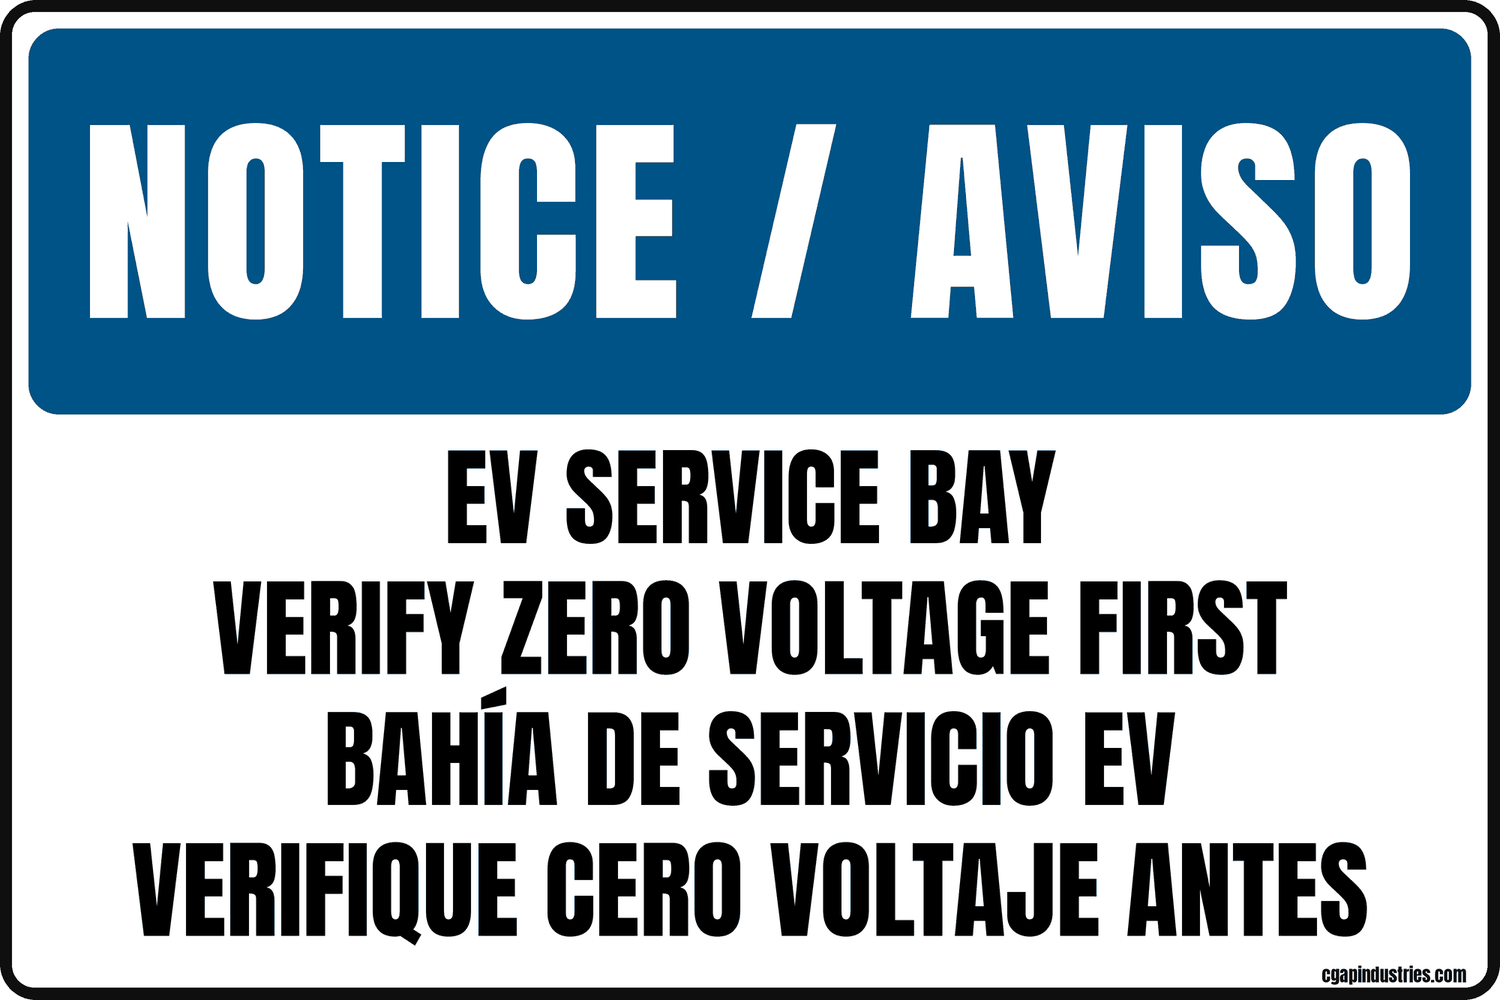 NOTICE / AVISO
EV SERVICE BAY
VERIFY ZERO VOLTAGE FIRST
BAHÍA DE SERVICIO EV
VERIFIQUE CERO VOLTAJE ANTES
cgapindustries.com